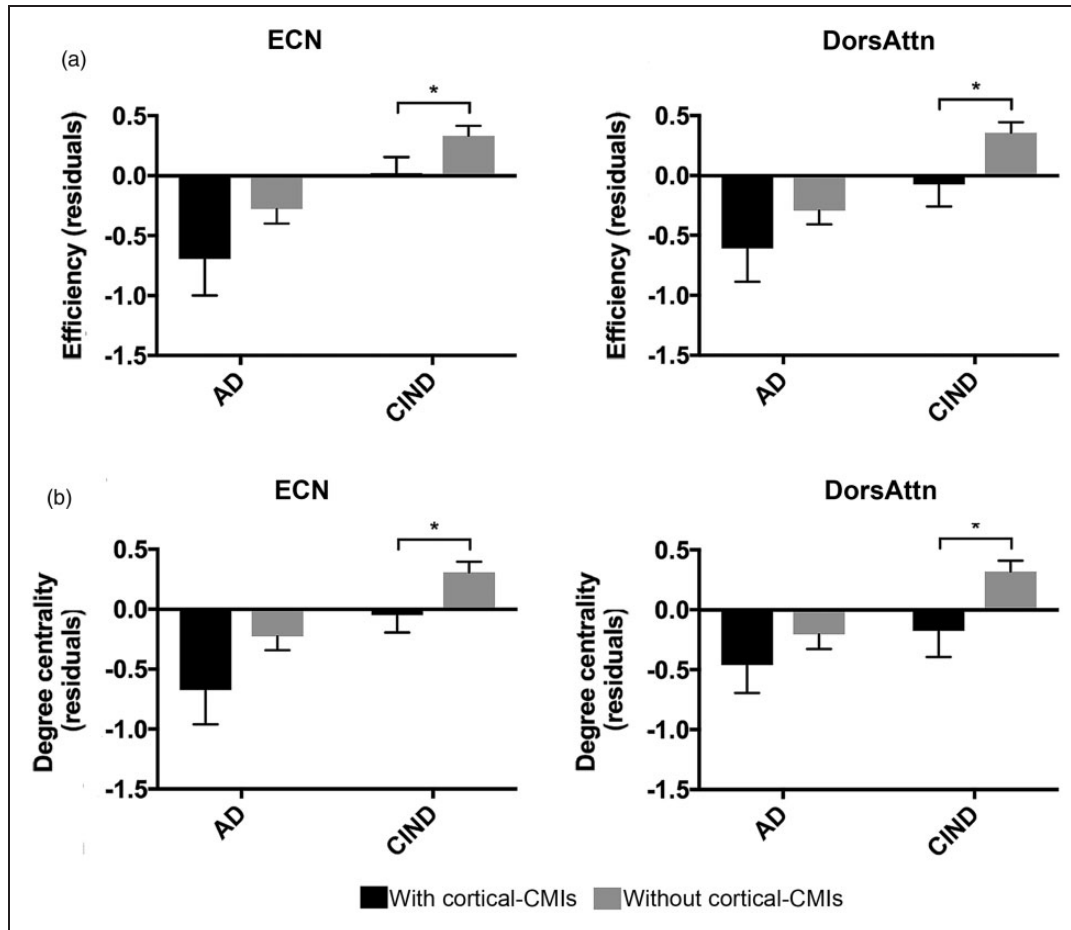 (a)
ECN
DorsAttn
*
*
Efficiency (residuals)
0.5
0.0
-0.5
-1.0
-1.5
AD
CIND
Efficiency (residuals)
0.5
0.0
-0.5
-1.0
-1.5
AD
CIND
(b)
ECN
DorsAttn
*
*
Degree centrality
(residuals)
0.5
0.0
-0.5
-1.0
-1.5
AD
CIND
Degree centrality
(residuals)
0.5
0.0
-0.5
-1.0
-1.5
AD
CIND
With cortical-CMIs Without cortical-CMIs